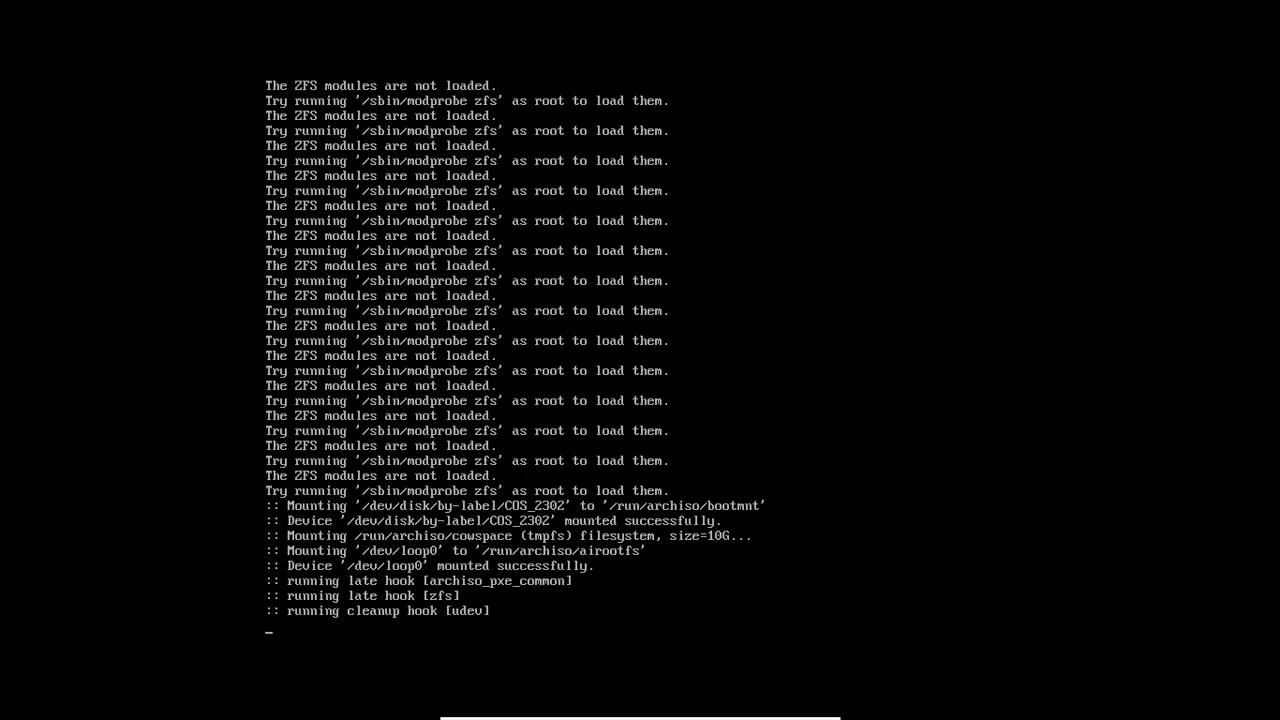 The ZFS modules are not loaded.
Try running '/sbin/modprobe zfs' as root to load them.
The ZFS modules are not loaded.
Try running '/sbin/modprobe zfs' as root to load them.
The ZFS modules are not loaded.
Try running '/sbin/modprobe zfs' as root to load them.
The ZFS modules are not loaded.
Try running '/sbin/modprobe zfs' as root to load them.
The ZFS modules are not loaded.
Try running '/sbin/modprobe zfs' as root to load them.
The ZFS modules are not loaded.
Try running '/sbin/modprobe zfs' as root to load them.
The ZFS modules are not loaded.
Try running '/sbin/modprobe zfs' as root to load them.
The ZFS modules are not loaded.
Try running '/sbin/modprobe zfs' as root to load them.
The ZFS modules are not loaded.
Try running '/sbin/modprobe zfs' as root to load them.
The ZFS modules are not loaded.
Try running '/sbin/modprobe zfs' as root to load them.
The ZFS modules are not loaded.
Try running '/sbin/modprobe zfs' as root to load them.
The ZFS modules are not loaded.
Try running '/sbin/modprobe zfs' as root to load them.
The ZFS modules are not loaded.
Try running '/sbin/modprobe zfs' as root to load them.
The ZFS modules are not loaded.
Try running '/sbin/modprobe zfs' as root to load them.
:: Mounting '/dev/disk/by-label/COS_2302' to '/run/archiso/bootmnt'
:: Device '/dev/disk/by-label/COS_2302' mounted successfully.
:: Mounting /run/archiso/cowspace (tmpfs) filesystem, size=10G...
:: Mounting '/dev/loop0' to '/run/archiso/airootfs'
:: Device '/dev/loop0' mounted successfully.
:: running late hook [archiso_pxe_common]
:: running late hook [zfs]
:: running cleanup hook [udev]